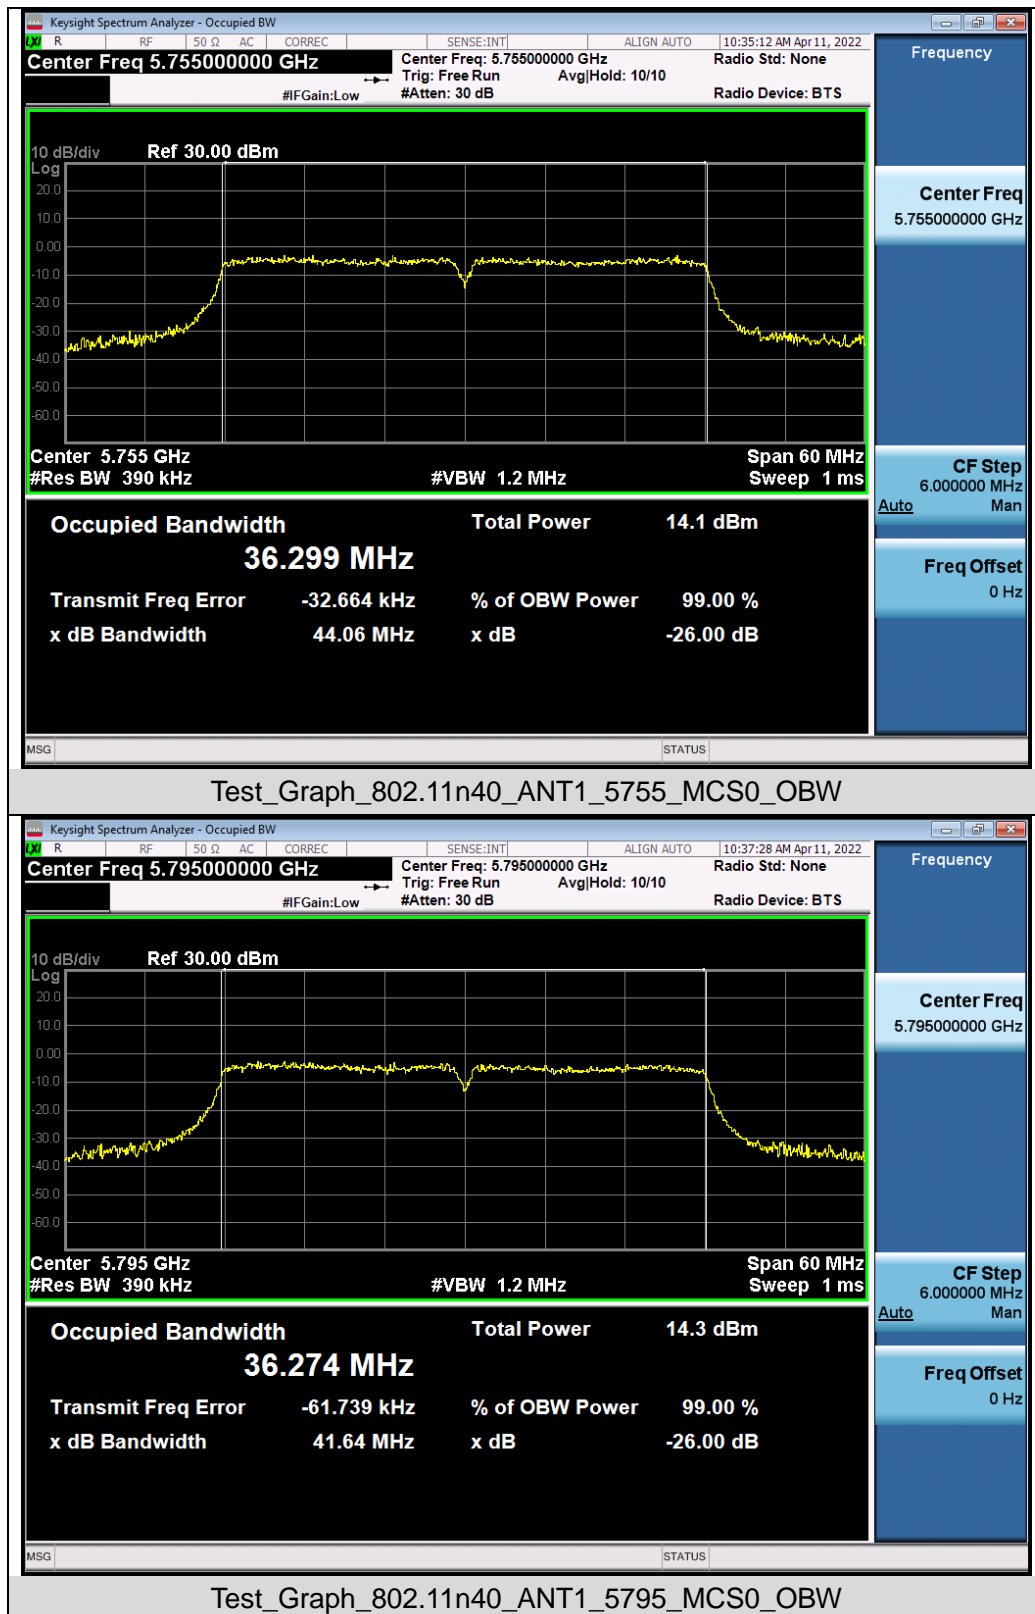 Keysight Spectrum Analyzer - Occupied BW
LXI R RF 50 Ω AC CORREC SENSE:INT ALIGN AUTO 10:35:12 AM Apr 11, 2022
Center Freq 5.755000000 GHz
Center Freq: 5.755000000 GHz
Radio Std: None
Trig: Free Run Avg|Hold: 10/10
#IFGain:Low
#Atten: 30 dB
Radio Device: BTS
10 dB/div Ref 30.00 dBm
Log
20.0
10.0
0.00
-10.0
-20.0
-30.0
-40.0
-50.0
-60.0
Center 5.755 GHz Span 60 MHz
#Res BW 390 kHz #VBW 1.2 MHz Sweep 1 ms
Occupied Bandwidth Total Power 14.1 dBm
36.299 MHz
Transmit Freq Error -32.664 kHz % of OBW Power 99.00 %
x dB Bandwidth 44.06 MHz x dB -26.00 dB
MSG STATUS
Frequency
Center Freq
5.755000000 GHz
CF Step
6.000000 MHz
Auto Man
Freq Offset
0 Hz
Test_Graph_802.11n40_ANT1_5755_MCS0_OBW
Keysight Spectrum Analyzer - Occupied BW
LXI R RF 50 Ω AC CORREC SENSE:INT ALIGN AUTO 10:37:28 AM Apr 11, 2022
Center Freq 5.795000000 GHz
Center Freq: 5.795000000 GHz
Radio Std: None
Trig: Free Run Avg|Hold: 10/10
#IFGain:Low
#Atten: 30 dB
Radio Device: BTS
10 dB/div Ref 30.00 dBm
Log
20.0
10.0
0.00
-10.0
-20.0
-30.0
-40.0
-50.0
-60.0
Center 5.795 GHz Span 60 MHz
#Res BW 390 kHz #VBW 1.2 MHz Sweep 1 ms
Occupied Bandwidth Total Power 14.3 dBm
36.274 MHz
Transmit Freq Error -61.739 kHz % of OBW Power 99.00 %
x dB Bandwidth 41.64 MHz x dB -26.00 dB
MSG STATUS
Frequency
Center Freq
5.795000000 GHz
CF Step
6.000000 MHz
Auto Man
Freq Offset
0 Hz
Test_Graph_802.11n40_ANT1_5795_MCS0_OBW